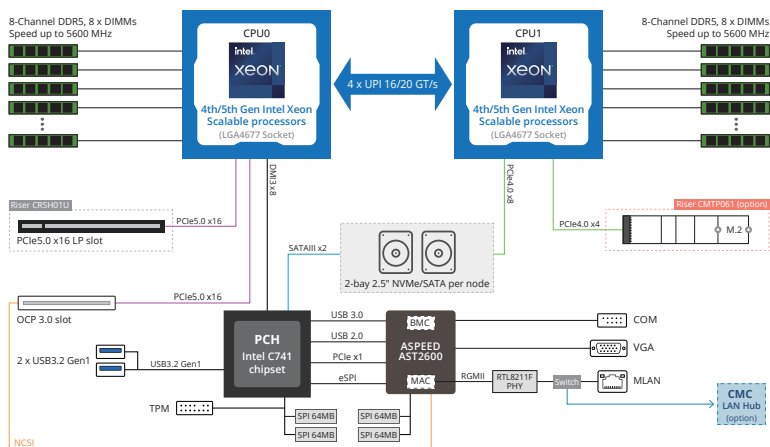 8-Channel DDR5, 8 x DIMMs
Speed up to 5600 MHz
CPU0
intel.
xeon
4th/5th Gen Intel Xeon
Scalable processors
(LGA4677 Socket)
4 x UPI 16/20 GT/s
CPU1
intel.
xeon
4th/5th Gen Intel Xeon
Scalable processors
(LGA4677 Socket)
8-Channel DDR5, 8 x DIMMs
Speed up to 5600 MHz
DMI3 x8
PCIe4.0 x8
Riser CRSH01U
PCIe5.0 x16
PCIe5.0 x16 LP slot
Riser CMTP061 (option)
PCIe4.0 x4
M.2
SATAIII x2
2-bay 2.5" NVMe/SATA per node
PCIe5.0 x16
OCP 3.0 slot
2 x USB3.2 Gen1
USB3.2 Gen1
PCH
Intel C741
chipset
USB 3.0
USB 2.0
PCIe x1
eSPI
BMC
ASPEED
AST2600
MAC
COM
VGA
RGMII
RTL8211F
PHY
Switch
MLAN
CMC
LAN Hub
(option)
TPM
SPI 64MB
SPI 64MB
SPI 64MB
SPI 64MB
NCSI